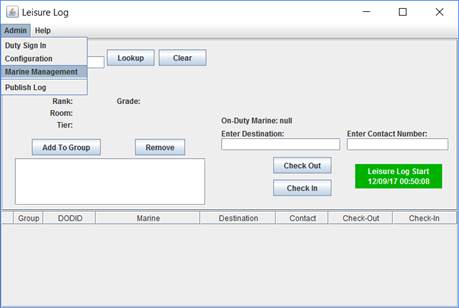 Leisure Log
Admin Help
Duty Sign In
Configuration
Marine Management
Publish Log
Lookup Clear
Rank: Grade:
Room:
Tier:
On-Duty Marine: null
Enter Destination: Enter Contact Number:
Add To Group Remove
Check Out
Check In
Leisure Log Start
12/09/17 00:50:08
Group DODID Marine Destination Contact Check-Out Check-In